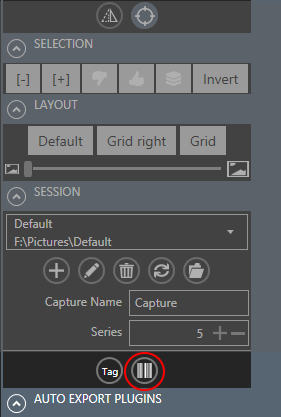 SELECTION
[-] [+] Invert
LAYOUT
Default Grid right Grid
SESSION
Default
F:\Pictures\Default
Capture Name Capture
Series 5
Tag
AUTO EXPORT PLUGINS